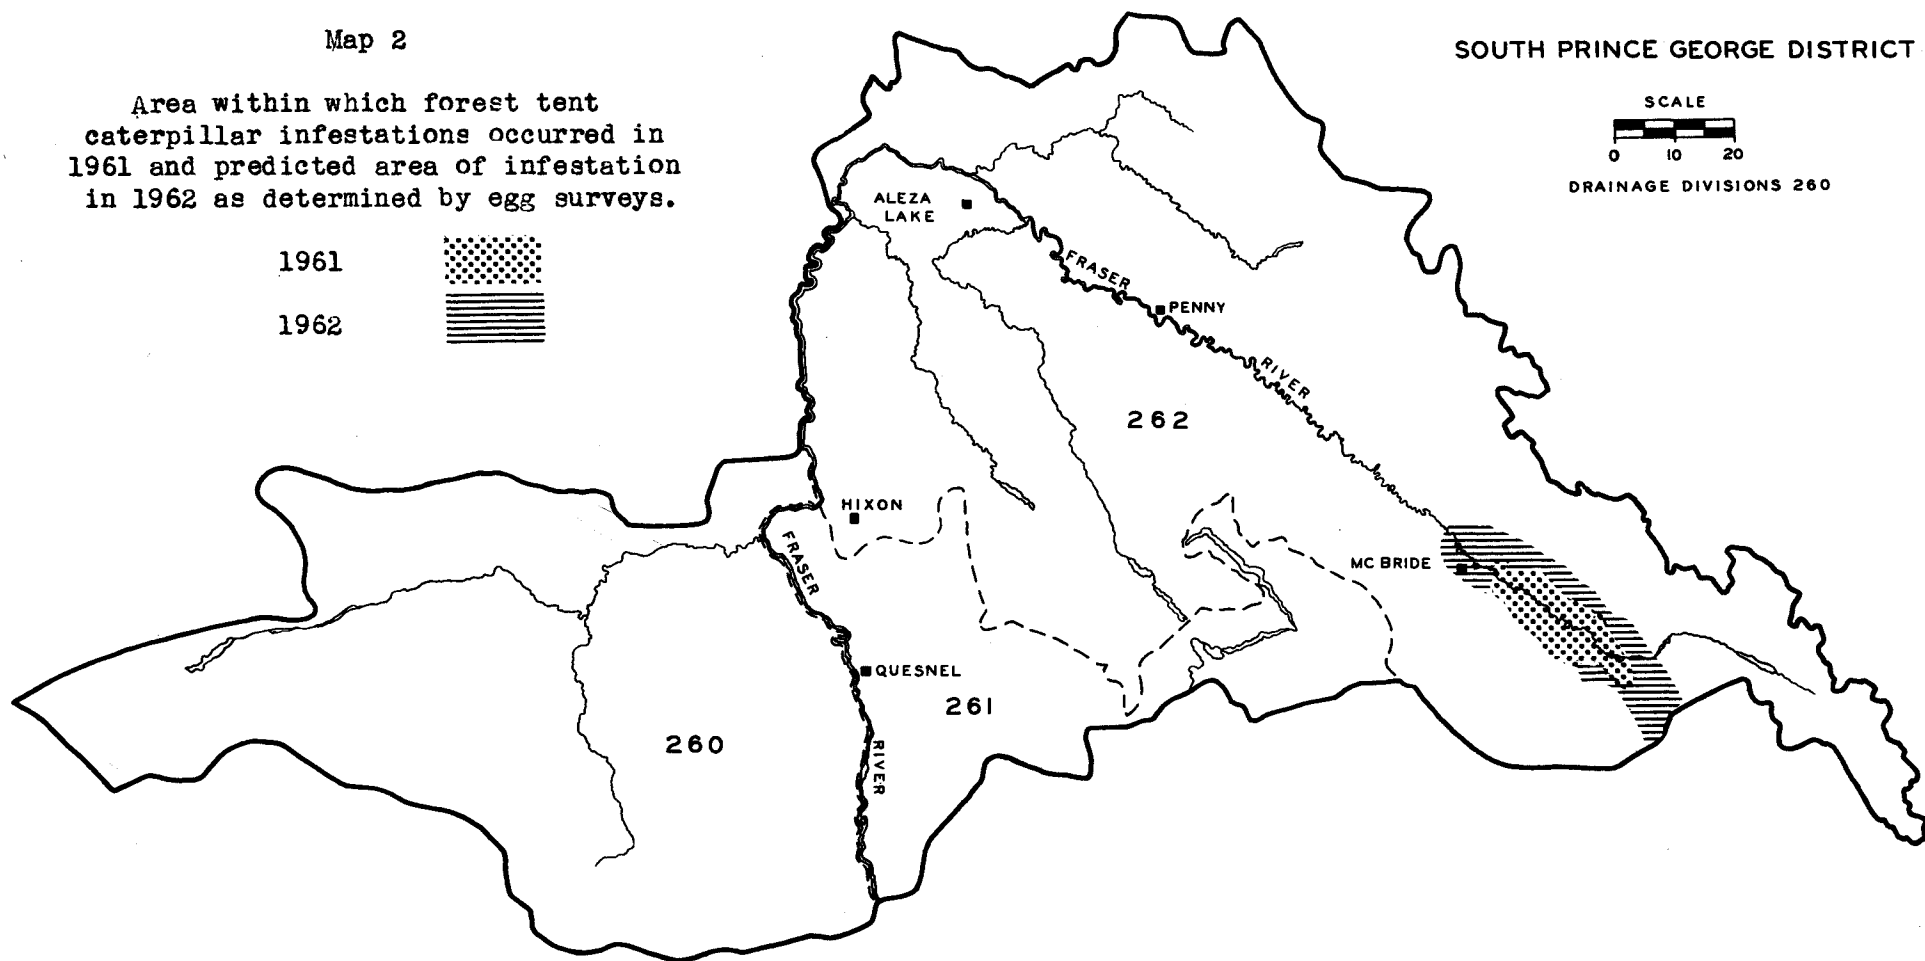 Map 2
Area within which forest tent
caterpillar infestations occurred in
1961 and predicted area of infestation
in 1962 as determined by egg surveys.
1961
1962
SOUTH PRINCE GEORGE DISTRICT
SCALE
0 10 20
DRAINAGE DIVISIONS 260
ALEZA
LAKE
FRASER
PENNY
RIVER
262
HIXON
FRASER
MC BRIDE
QUESNEL
261
260
RIVER